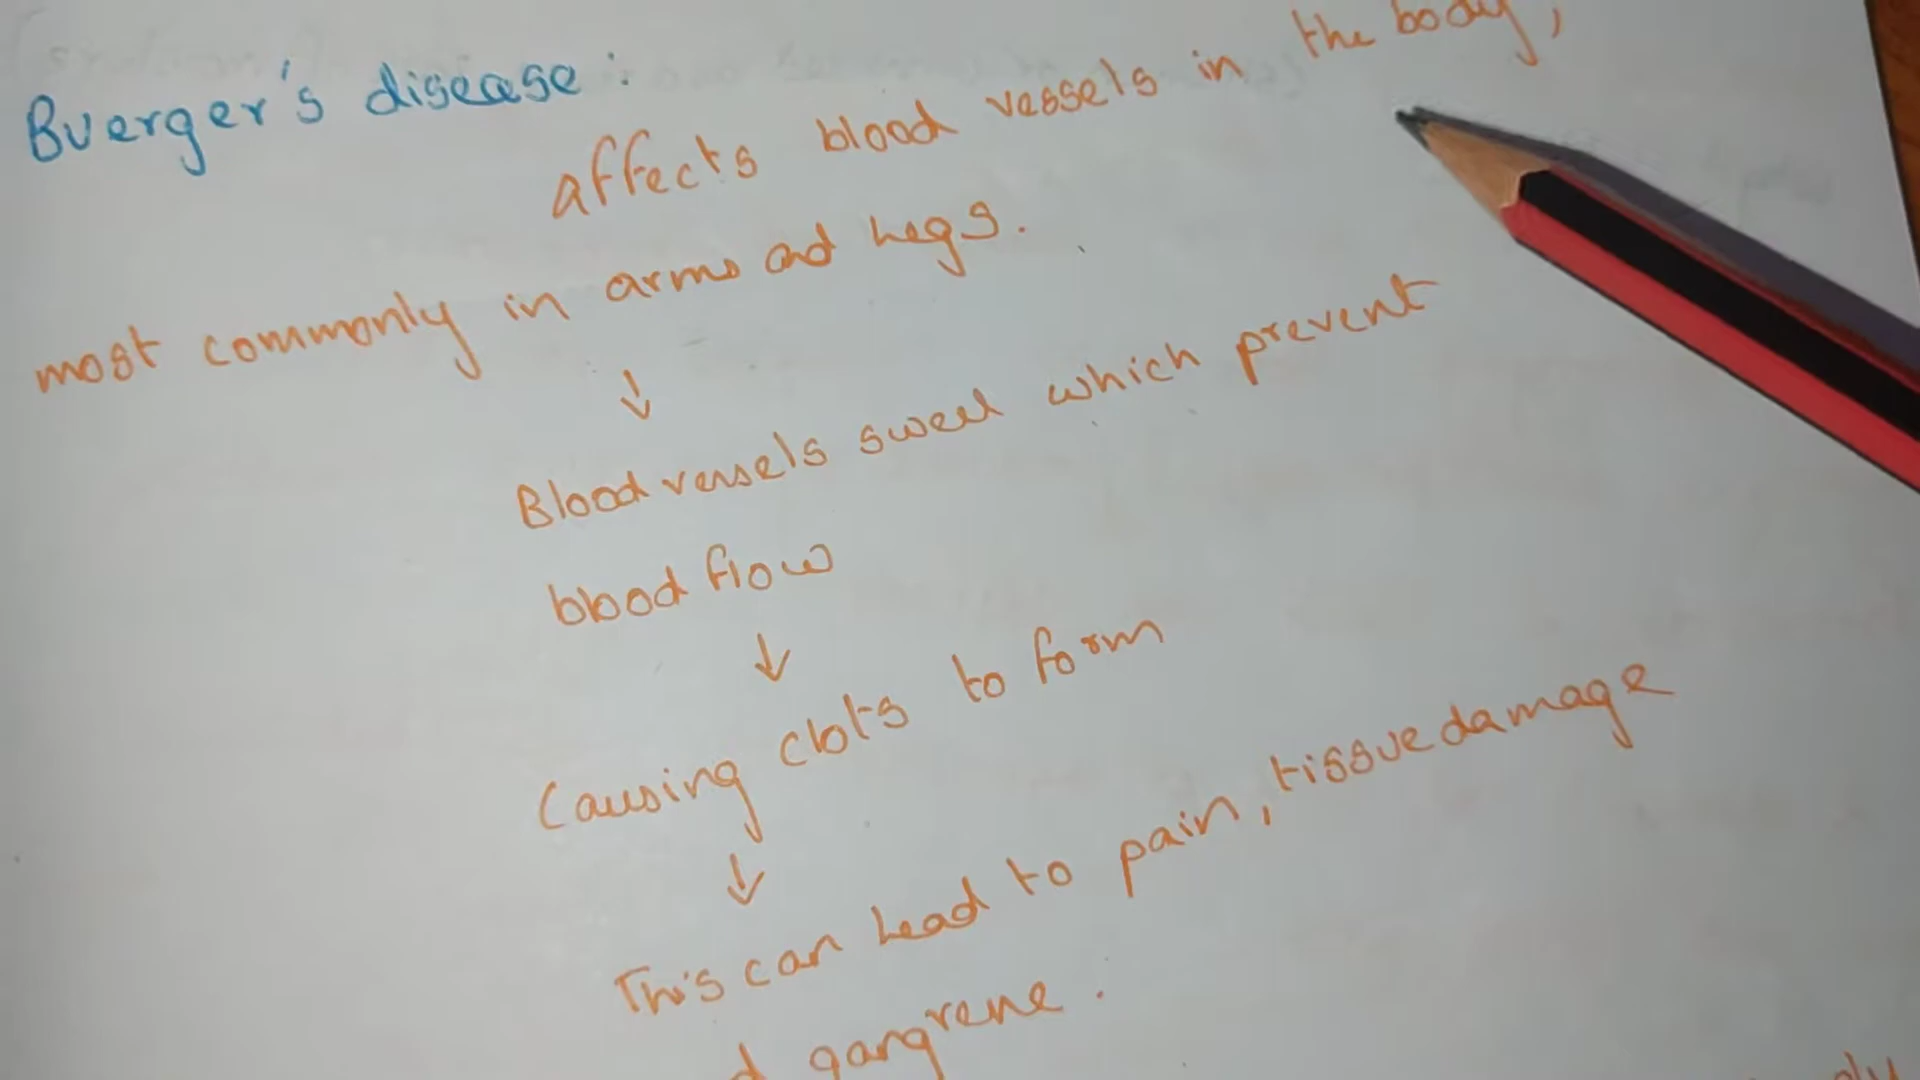 Buerger's disease :
affects blood vessels in the body,
most commonly in arms and legs.
↓
Blood vessels swell which prevent
blood flow
↓
Causing clots to form
↓
This can lead to pain, tissue damage
gangrene .